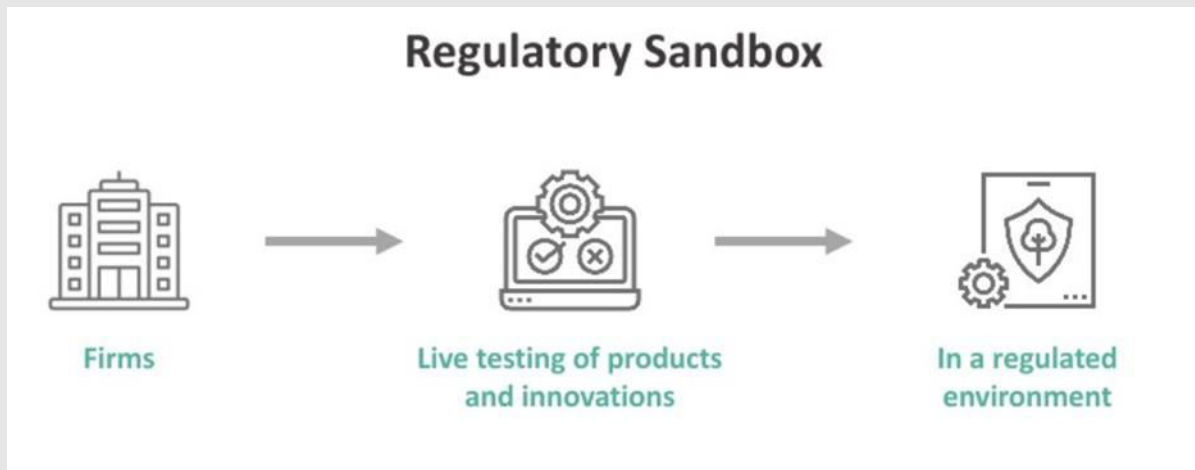 Regulatory Sandbox
Firms
Live testing of products
and innovations
In a regulated
environment